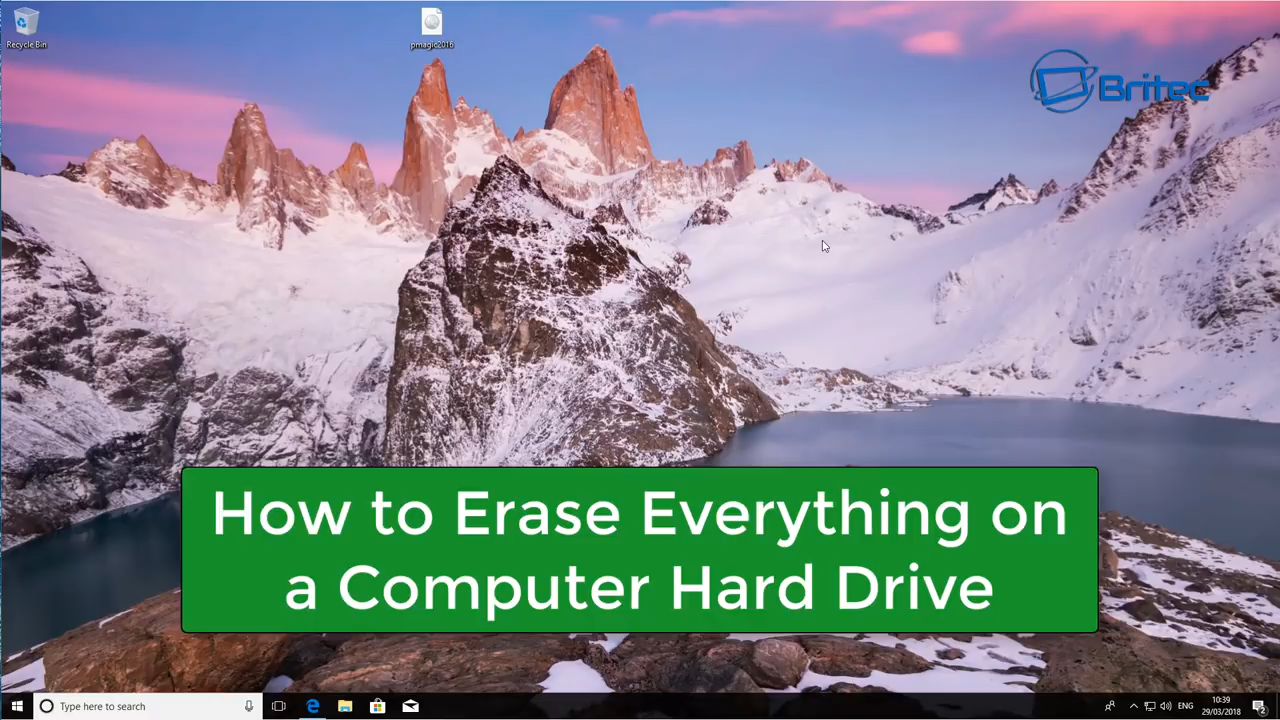 Recycle Bin
pmagic2016
Britec
How to Erase Everything on
a Computer Hard Drive
Type here to search
ENG
10:39
29/03/2018
2